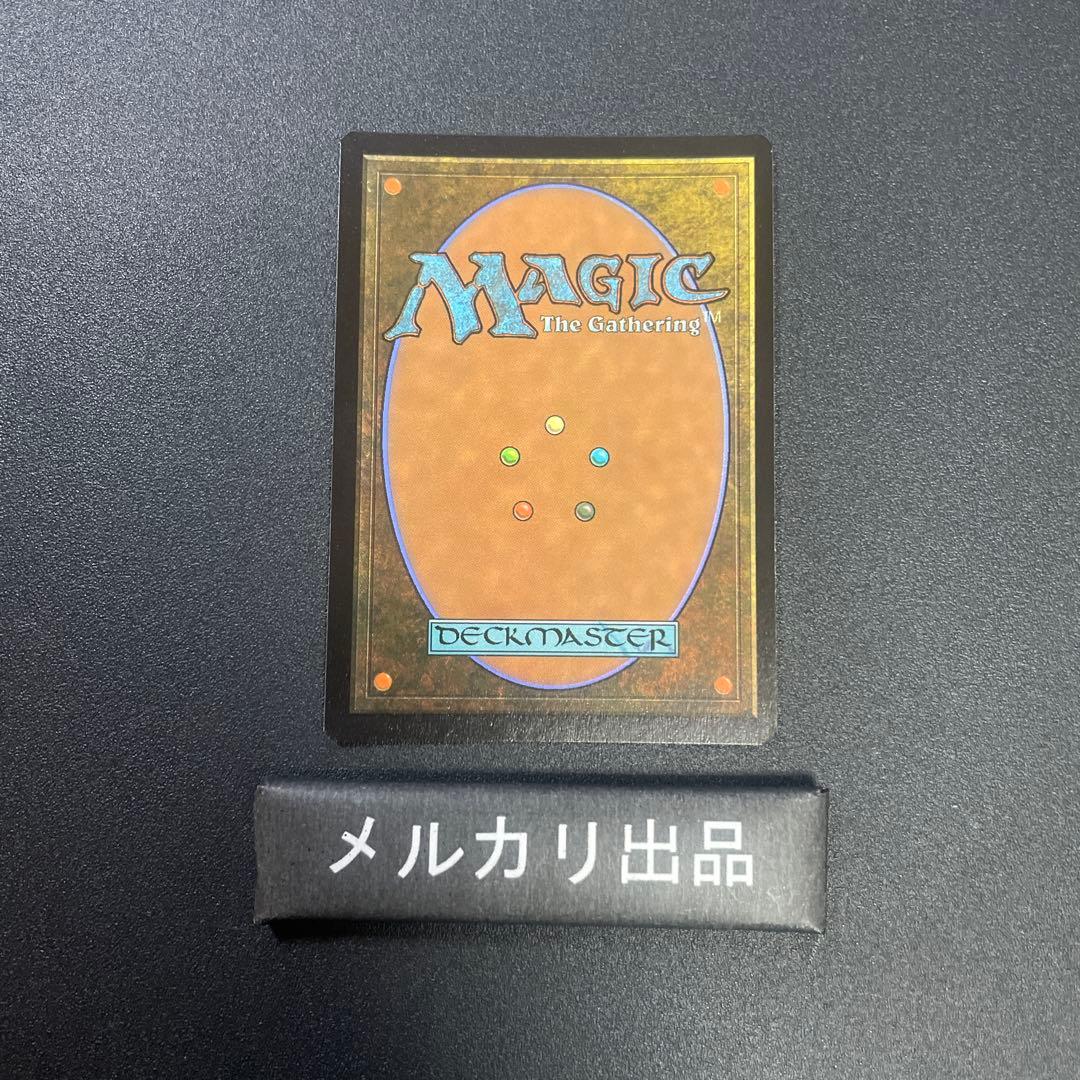 MAGIC
The Gathering™
DECKMASTER
メルカリ出品